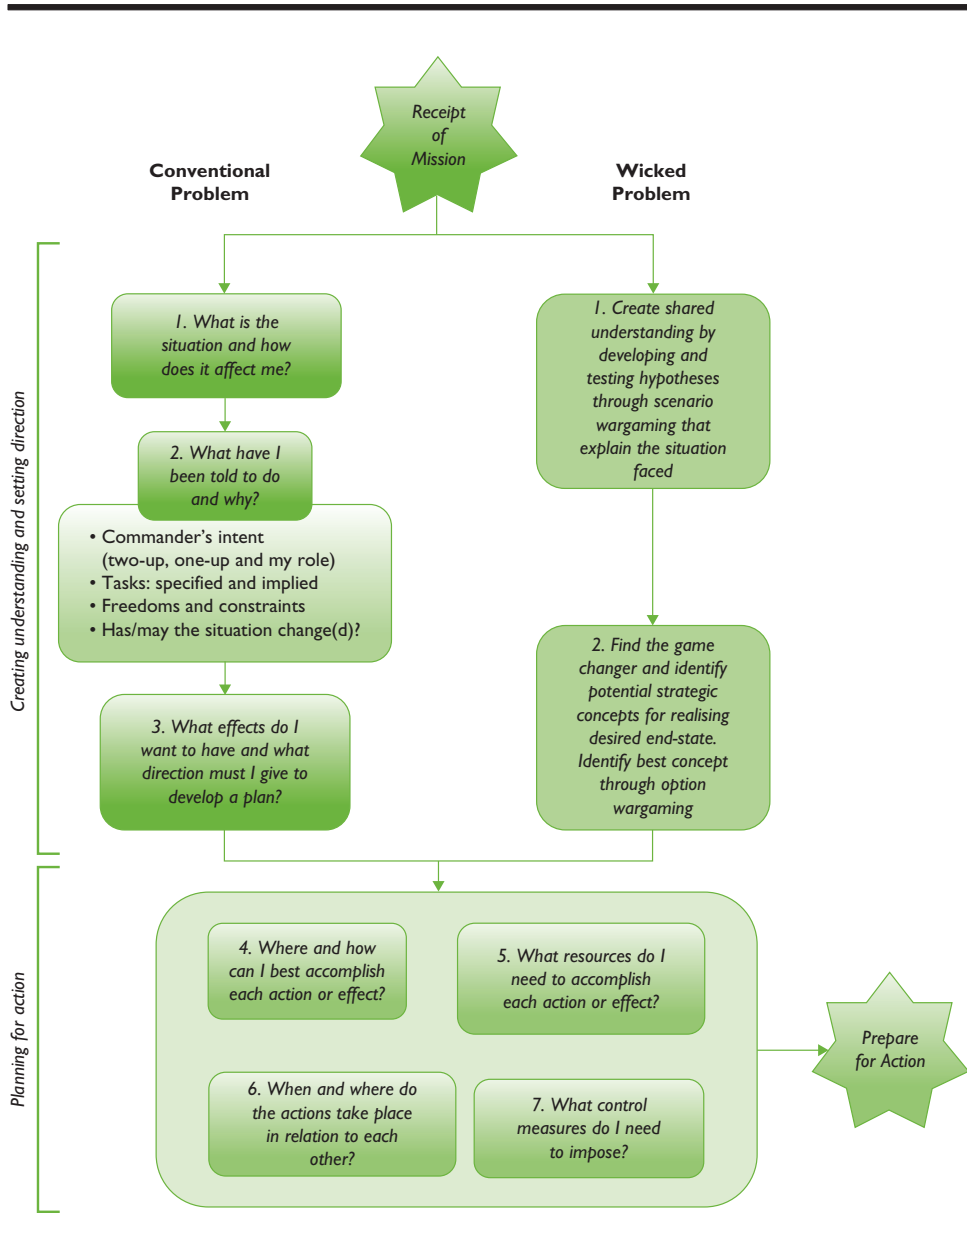 Receipt
of
Mission
Conventional
Problem
Wicked
Problem
Creating understanding and setting direction
1. What is the
situation and how
does it affect me?
2. What have I
been told to do
and why?
• Commander’s intent
(two-up, one-up and my role)
• Tasks: specified and implied
• Freedoms and constraints
• Has/may the situation change(d)?
3. What effects do I
want to have and what
direction must I give to
develop a plan?
1. Create shared
understanding by
developing and
testing hypotheses
through scenario
wargaming that
explain the situation
faced
2. Find the game
changer and identify
potential strategic
concepts for realising
desired end-state.
Identify best concept
through option
wargaming
Planning for action
4. Where and how
can I best accomplish
each action or effect?
5. What resources do I
need to accomplish
each action or effect?
6. When and where do
the actions take place
in relation to each
other?
7. What control
measures do I need
to impose?
Prepare
for Action